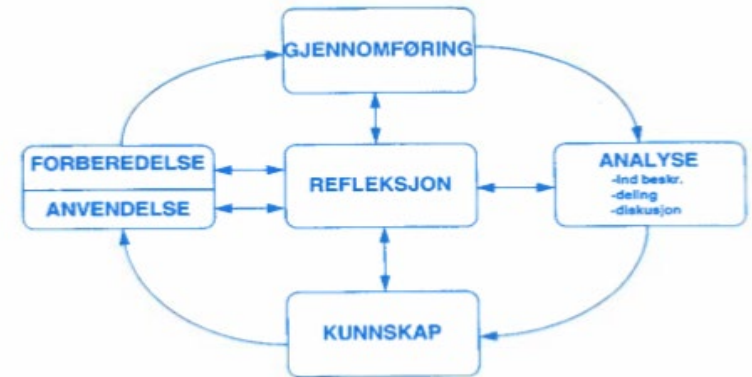 GJENNOMFØRING
FORBEREDELSE
ANVENDELSE
REFLEKSJON
ANALYSE
-Ind beskr.
-deling
-diskusjon
KUNNSKAP